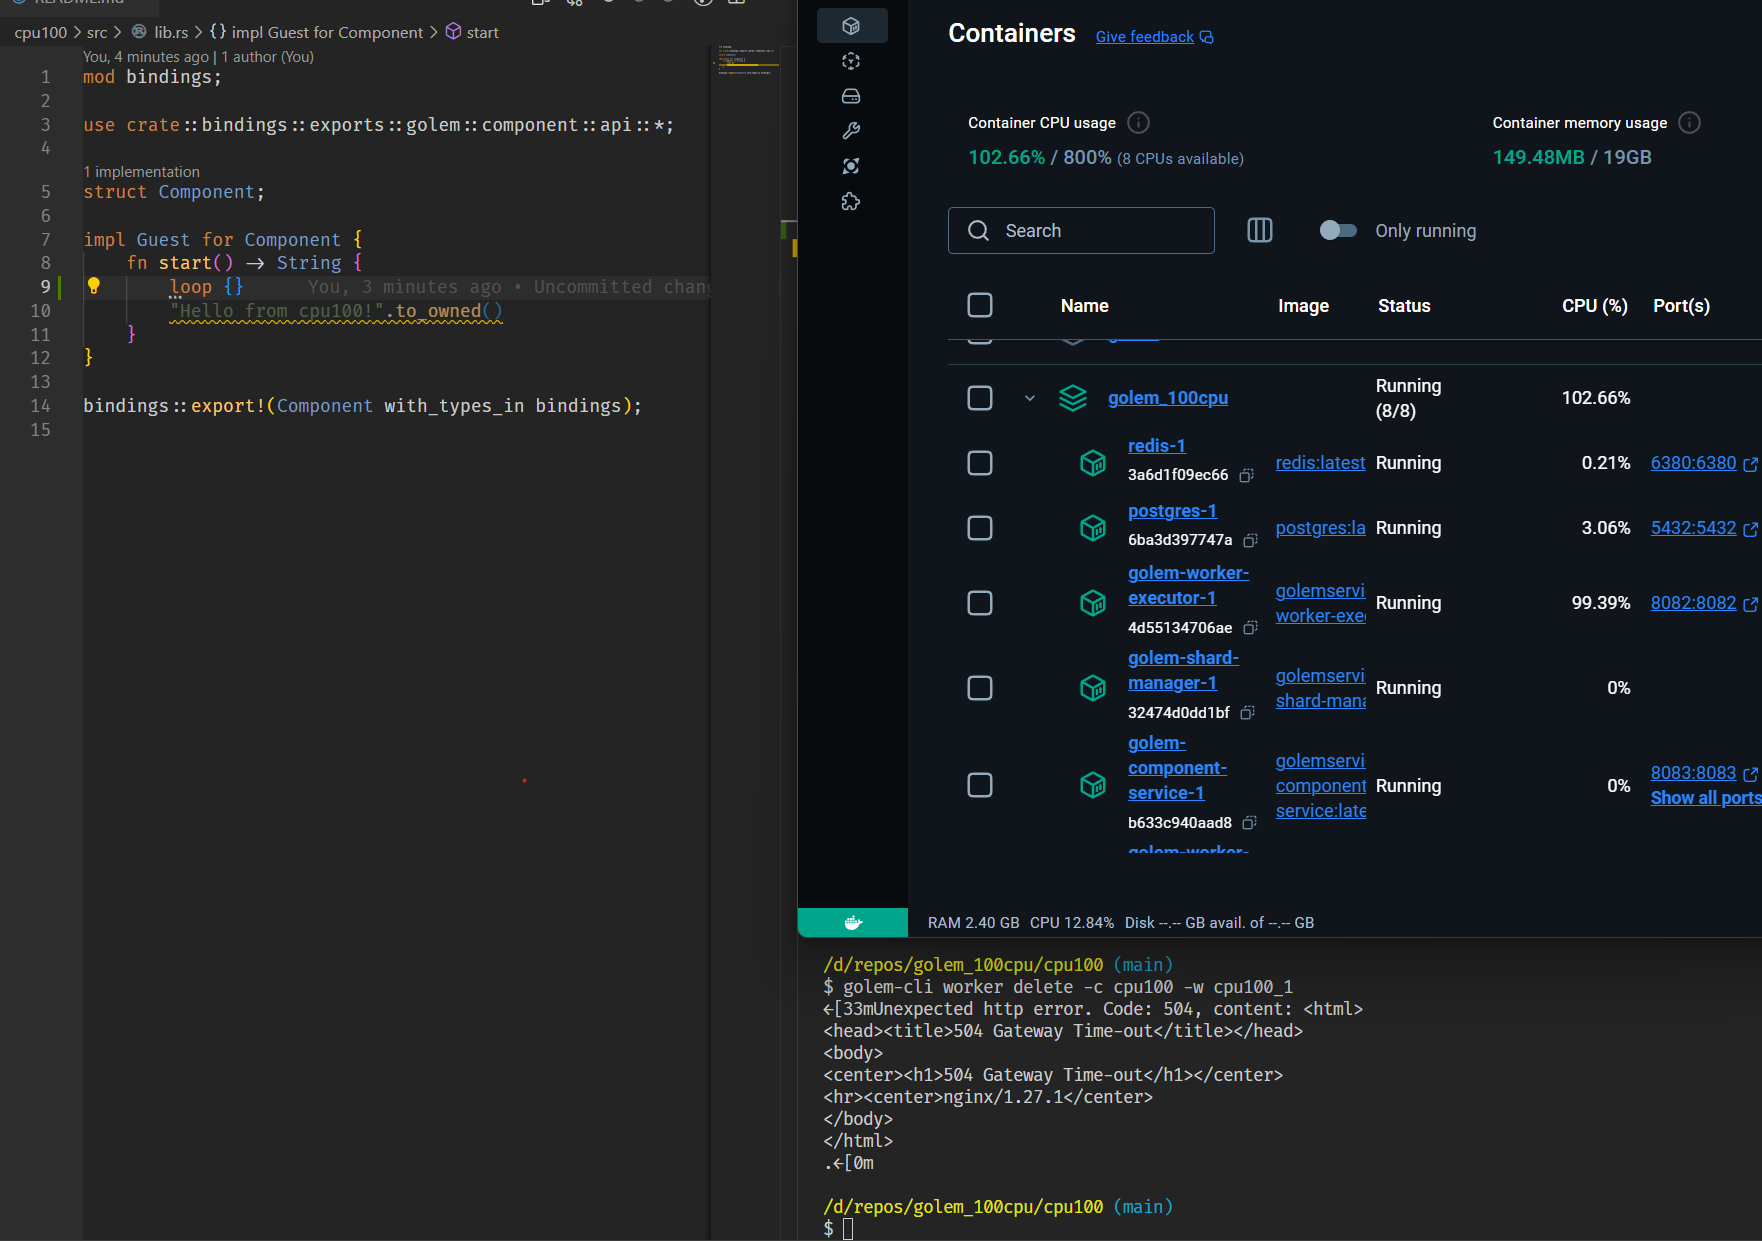 README.md
cpu100 > src > lib.rs > {} impl Guest for Component > start
You, 4 minutes ago | 1 author (You)
1 mod bindings;
2
3 use crate::bindings::exports::golem::component::api::*;
4
1 implementation
5 struct Component;
6
7 impl Guest for Component {
8 fn start() -> String {
9 loop {} You, 3 minutes ago • Uncommitted chang
10 "Hello from cpu100!".to_owned()
11 }
12 }
13
14 bindings::export!(Component with_types_in bindings);
15
Containers Give feedback
Container CPU usage
102.66% / 800% (8 CPUs available)
Container memory usage
149.48MB / 19GB
Search
Only running
Name Image Status CPU (%) Port(s)
golem_100cpu Running (8/8) 102.66%
redis-1
3a6d1f09ec66
redis:latest Running 0.21% 6380:6380
postgres-1
6ba3d397747a
postgres:la Running 3.06% 5432:5432
golem-worker-
executor-1
4d55134706ae
golemservi
worker-exe
Running 99.39% 8082:8082
golem-shard-
manager-1
32474d0dd1bf
golemservi
shard-mana
Running 0%
golem-
component-
service-1
b633c940aad8
golemservi
component
service:late
Running 0% 8083:8083
Show all ports
golem-worker-
RAM 2.40 GB CPU 12.84% Disk --.-- GB avail. of --.-- GB
/d/repos/golem_100cpu/cpu100 (main)
$ golem-cli worker delete -c cpu100 -w cpu100_1
←[33mUnexpected http error. Code: 504, content: <html>
<head><title>504 Gateway Time-out</title></head>
<body>
<center><h1>504 Gateway Time-out</h1></center>
<hr><center>nginx/1.27.1</center>
</body>
</html>
.←[0m
/d/repos/golem_100cpu/cpu100 (main)
$